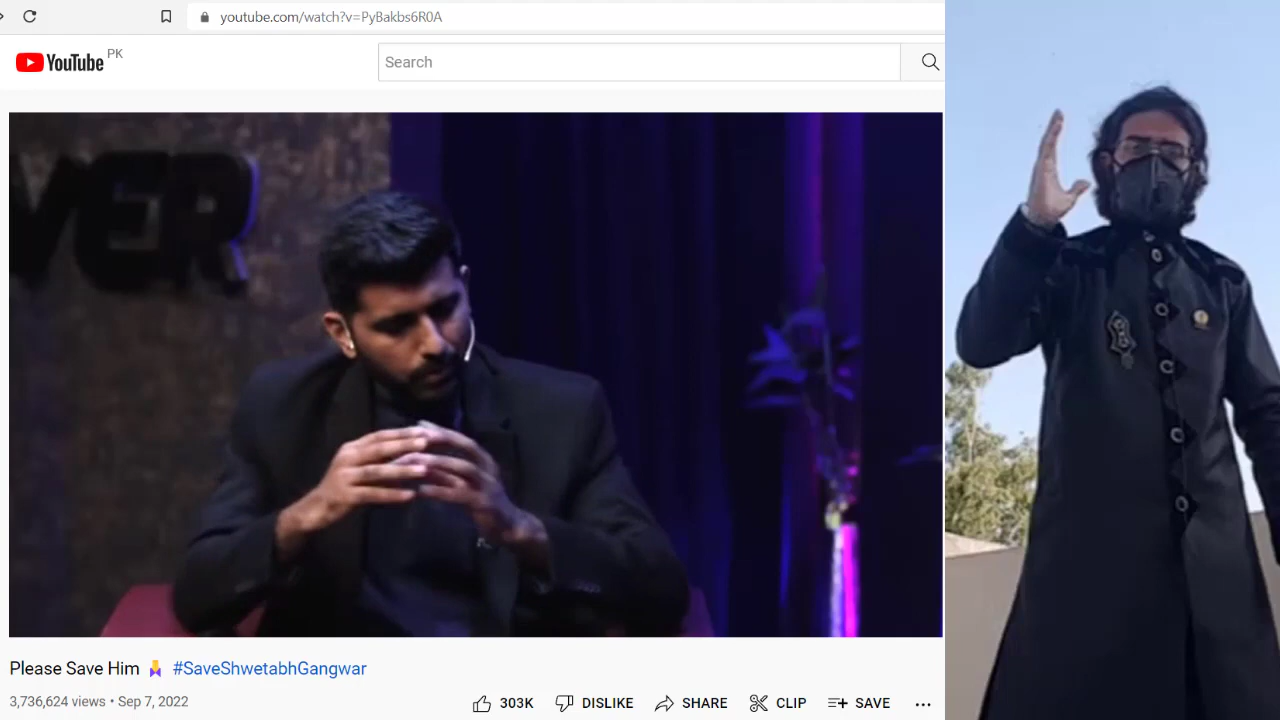 youtube.com/watch?v=PyBakbs6R0A
YouTube PK
Search
VER
Please Save Him #SaveShwetabhGangwar
3,736,624 views • Sep 7, 2022
303K DISLIKE SHARE CLIP SAVE